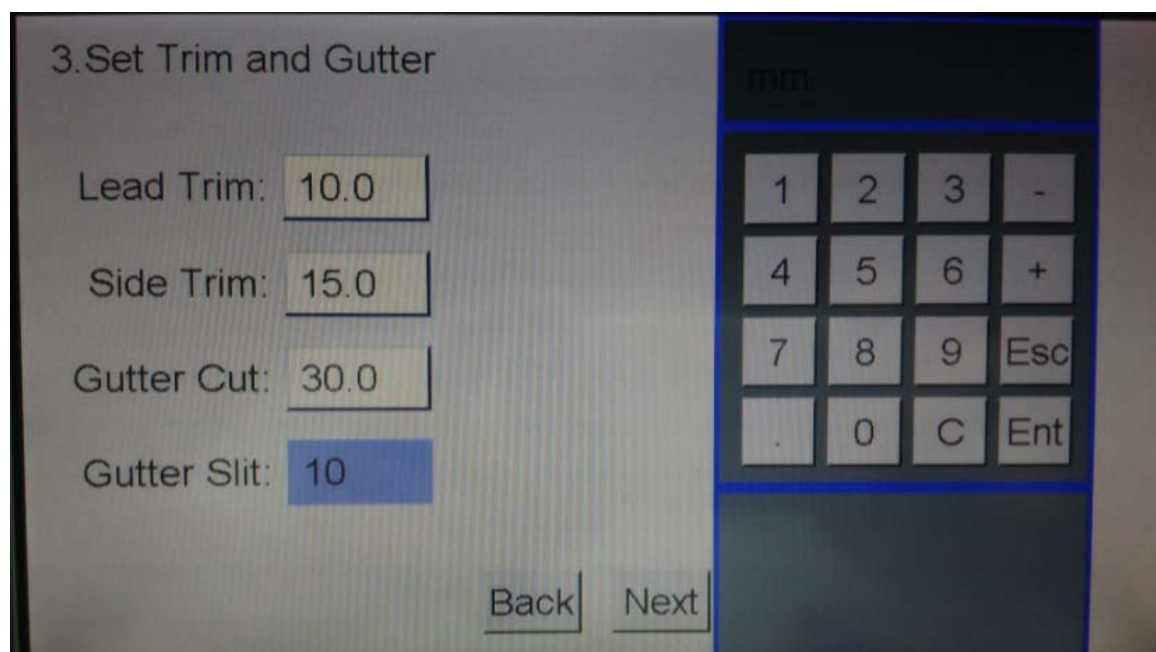 3.Set Trim and Gutter
mm
Lead Trim: 10.0
Side Trim: 15.0
Gutter Cut: 30.0
Gutter Slit: 10
Back Next
1 2 3 -
4 5 6 +
7 8 9 Esc
. 0 C Ent